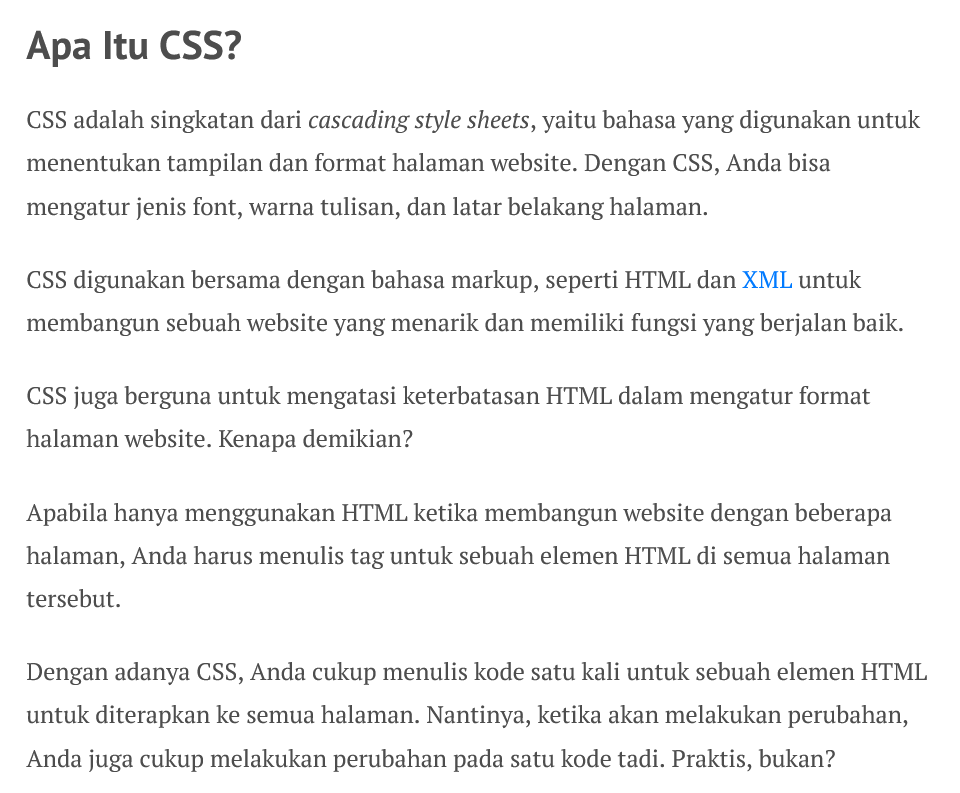 Apa Itu CSS?
CSS adalah singkatan dari cascading style sheets, yaitu bahasa yang digunakan untuk
menentukan tampilan dan format halaman website. Dengan CSS, Anda bisa
mengatur jenis font, warna tulisan, dan latar belakang halaman.
CSS digunakan bersama dengan bahasa markup, seperti HTML dan XML untuk
membangun sebuah website yang menarik dan memiliki fungsi yang berjalan baik.
CSS juga berguna untuk mengatasi keterbatasan HTML dalam mengatur format
halaman website. Kenapa demikian?
Apabila hanya menggunakan HTML ketika membangun website dengan beberapa
halaman, Anda harus menulis tag untuk sebuah elemen HTML di semua halaman
tersebut.
Dengan adanya CSS, Anda cukup menulis kode satu kali untuk sebuah elemen HTML
untuk diterapkan ke semua halaman. Nantinya, ketika akan melakukan perubahan,
Anda juga cukup melakukan perubahan pada satu kode tadi. Praktis, bukan?